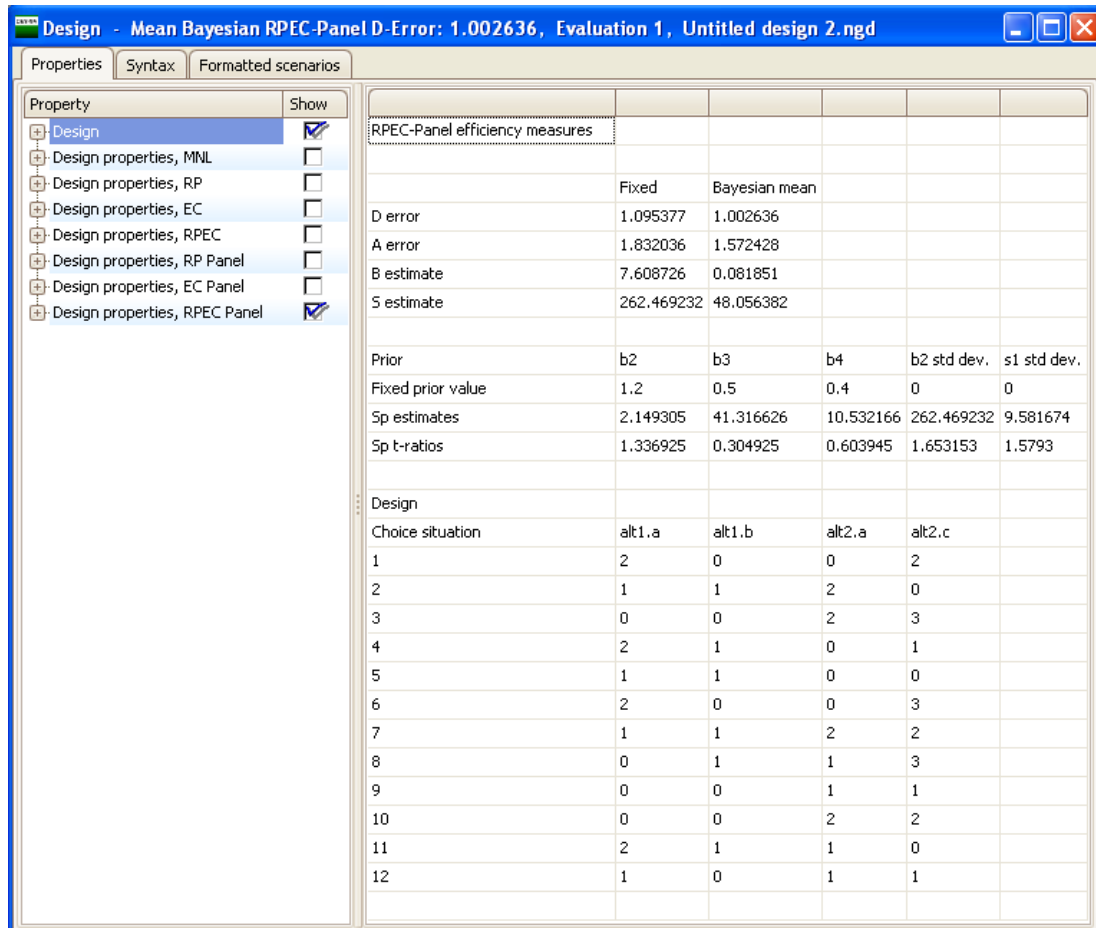 Design - Mean Bayesian RPEC-Panel D-Error: 1.002636, Evaluation 1, Untitled design 2.ngd
Properties Syntax Formatted scenarios
Property Show
Design
Design properties, MNL
Design properties, RP
Design properties, EC
Design properties, RPEC
Design properties, RP Panel
Design properties, EC Panel
Design properties, RPEC Panel
RPEC-Panel efficiency measures
Fixed Bayesian mean
D error 1.095377 1.002636
A error 1.832036 1.572428
B estimate 7.608726 0.081851
S estimate 262.469232 48.056382
Prior b2 b3 b4 b2 std dev. s1 std dev.
Fixed prior value 1.2 0.5 0.4 0 0
Sp estimates 2.149305 41.316626 10.532166 262.469232 9.581674
Sp t-ratios 1.336925 0.304925 0.603945 1.653153 1.5793
Design
Choice situation alt1.a alt1.b alt2.a alt2.c
1 2 0 0 2
2 1 1 2 0
3 0 0 2 3
4 2 1 0 1
5 1 1 0 0
6 2 0 0 3
7 1 1 2 2
8 0 1 1 3
9 0 0 1 1
10 0 0 2 2
11 2 1 1 0
12 1 0 1 1